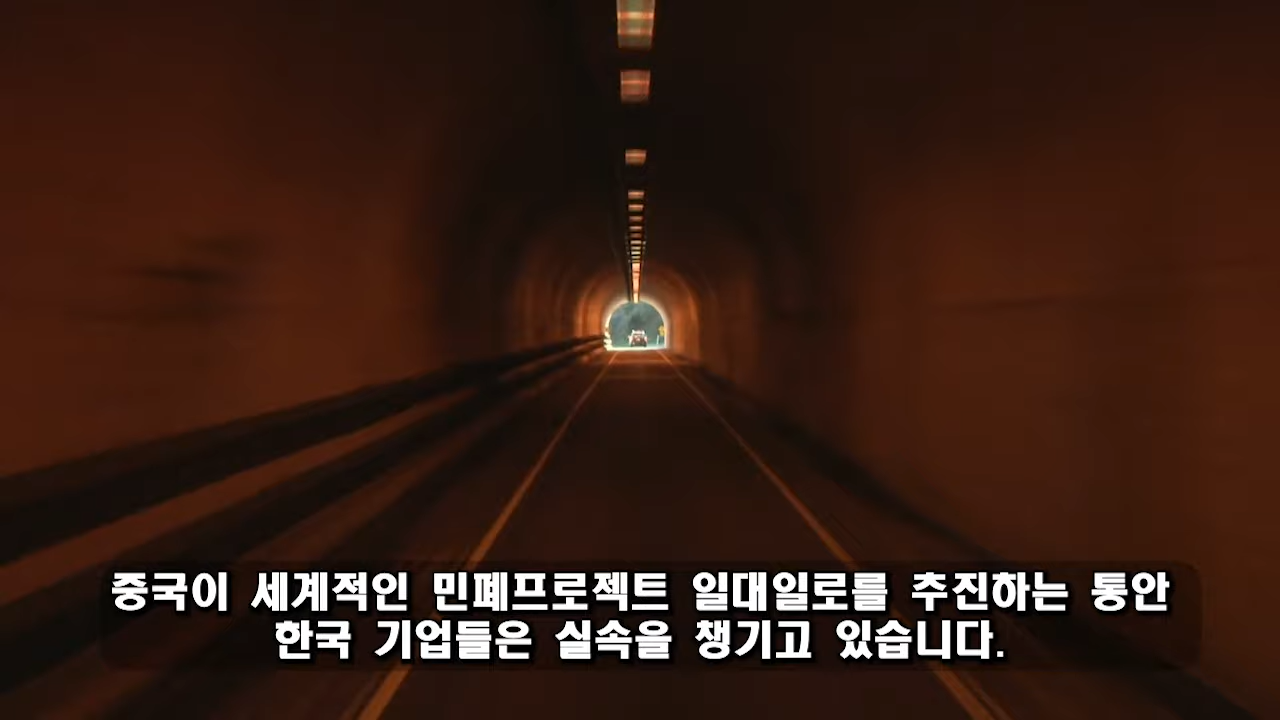 중국이 세계적인 민폐프로젝트 일대일로를 추진하는 통안
한국 기업들은 실속을 챙기고 있습니다.